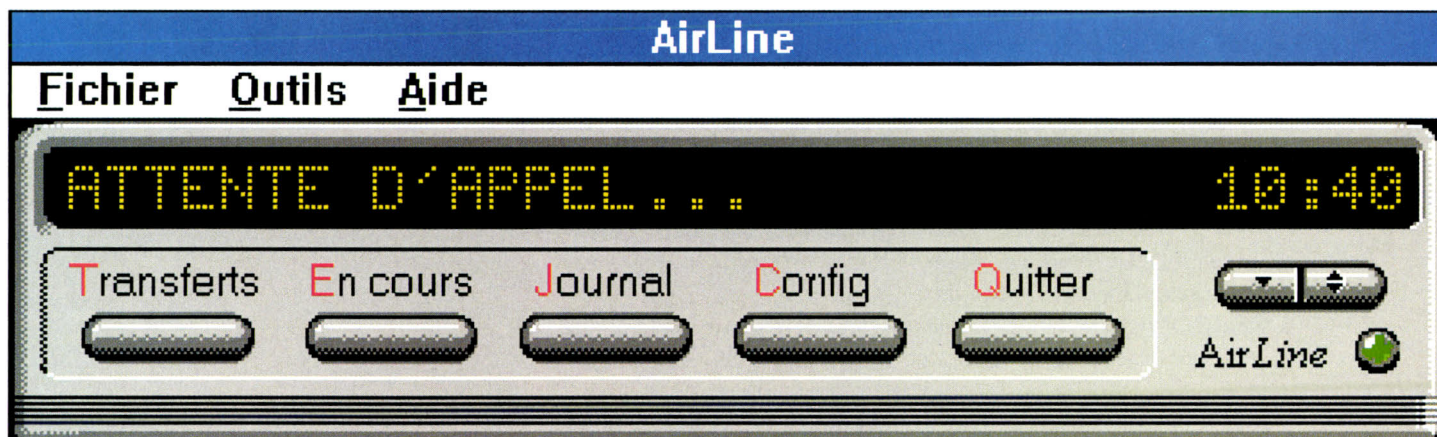 AirLine
Fichier Outils Aide
ATTENTE D'APPEL... 10:40
Transferts En cours Journal Config Quitter
AirLine